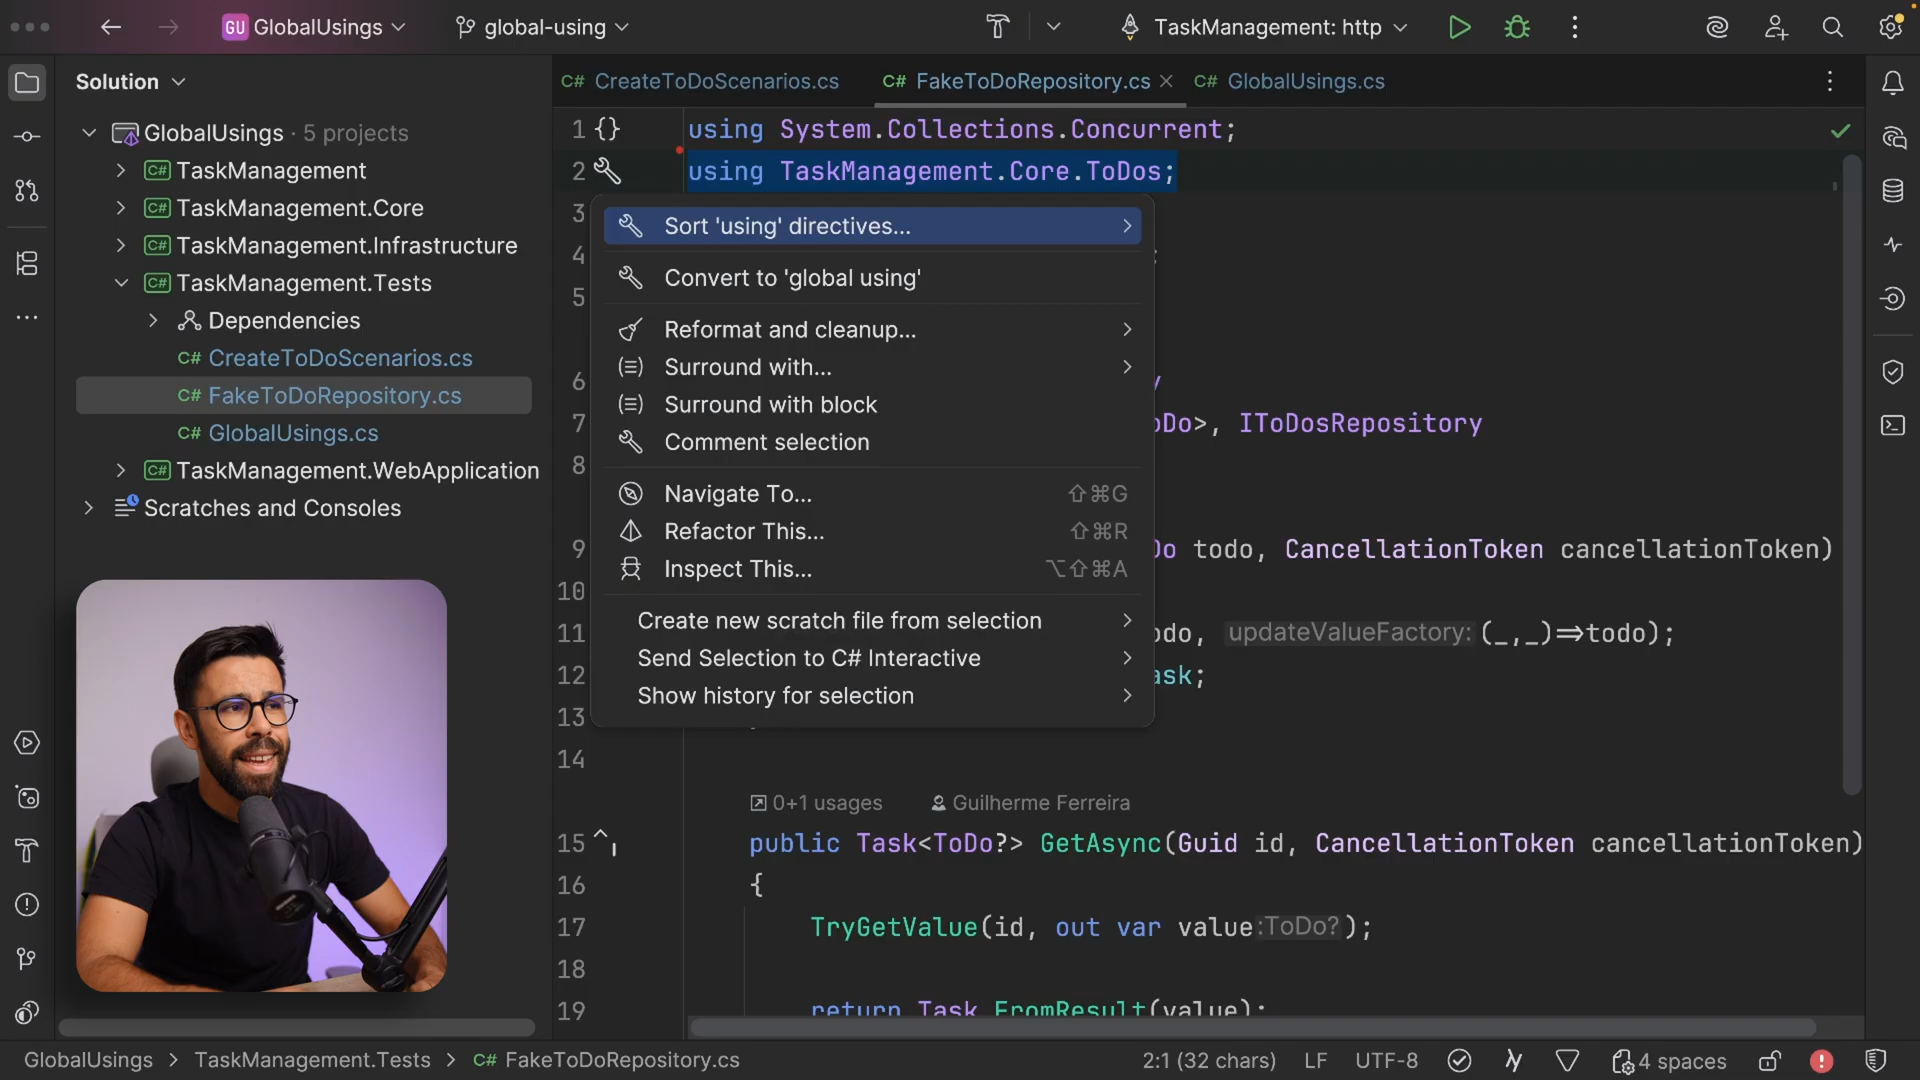 GU GlobalUsings
global-using
TaskManagement: http
Solution
GlobalUsings · 5 projects
C# TaskManagement
C# TaskManagement.Core
C# TaskManagement.Infrastructure
C# TaskManagement.Tests
Dependencies
C# CreateToDoScenarios.cs
C# FakeToDoRepository.cs
C# GlobalUsings.cs
C# TaskManagement.WebApplication
Scratches and Consoles
C# CreateToDoScenarios.cs
C# FakeToDoRepository.cs
C# GlobalUsings.cs
1 {} using System.Collections.Concurrent;
2 using TaskManagement.Core.ToDos;
3
4 ;
5
6
7 oDo>, IToDosRepository
8
9 Do todo, CancellationToken cancellationToken)
10
11 odo, updateValueFactory: (_,_)=>todo);
12 ask;
13
14
Sort 'using' directives...
Convert to 'global using'
Reformat and cleanup...
Surround with...
Surround with block
Comment selection
Navigate To... ⇧⌘G
Refactor This... ⇧⌘R
Inspect This... ⌥⇧⌘A
Create new scratch file from selection
Send Selection to C# Interactive
Show history for selection
0+1 usages Guilherme Ferreira
15 public Task<ToDo?> GetAsync(Guid id, CancellationToken cancellationToken)
16 {
17 TryGetValue(id, out var value:ToDo?);
18
19 return Task.FromResult(value);
GlobalUsings > TaskManagement.Tests > C# FakeToDoRepository.cs
2:1 (32 chars) LF UTF-8 4 spaces